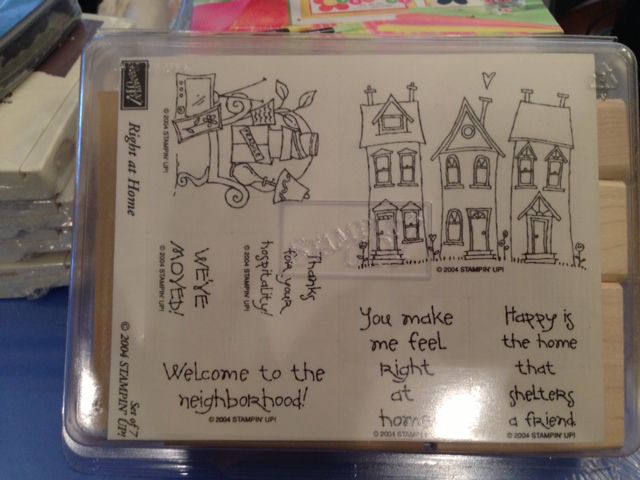 Right at Home
Set of 7
© 2004 STAMPIN' UP!
© 2004 STAMPIN' UP!
© 2004 STAMPIN' UP!
WE'VE
MOVED!
© 2004 STAMPIN' UP!
Thanks
for your
hospitality!
© 2004 STAMPIN' UP!
Welcome to the
neighborhood!
© 2004 STAMPIN' UP!
You make
me feel
right
at
home
© 2004 STAMPIN' UP!
Happy is
the home
that
shelters
a friend.
© 2004 STAMPIN' UP!